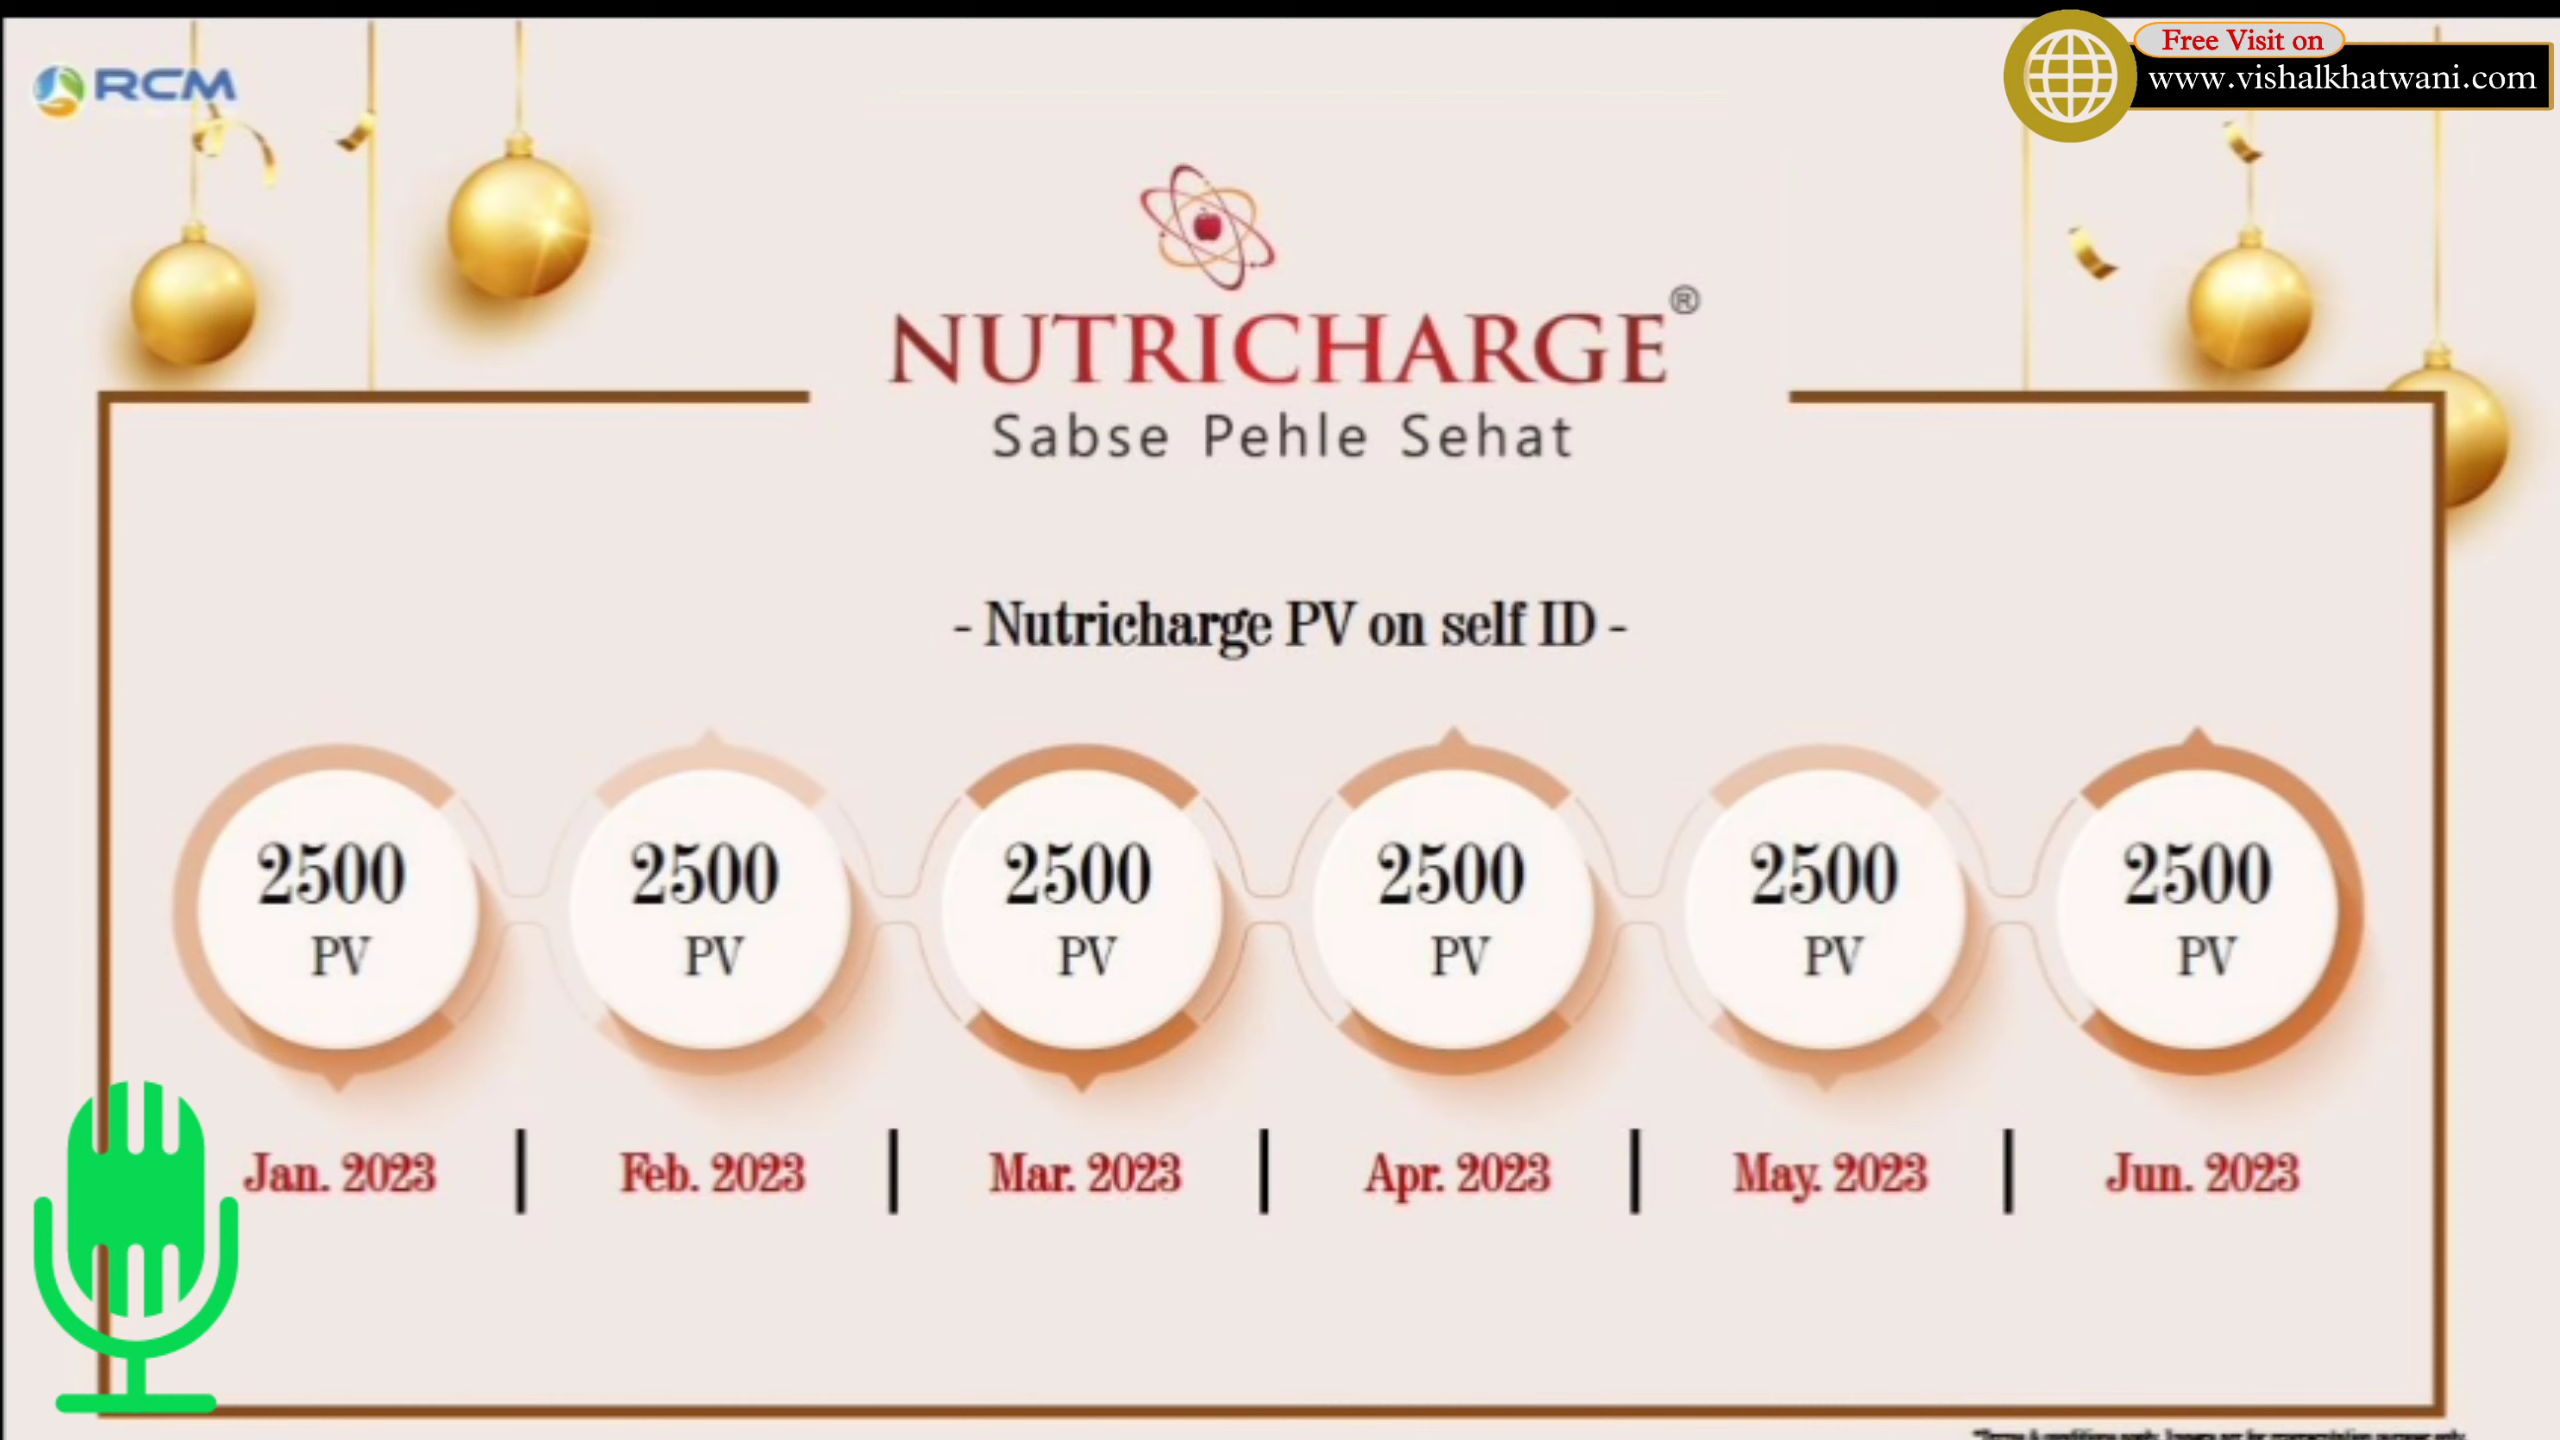 RCM
Free Visit on
www.vishalkhatwani.com
NUTRICHARGE®
Sabse Pehle Sehat
- Nutricharge PV on self ID -
2500 2500 2500 2500 2500 2500
PV PV PV PV PV PV
Jan. 2023 | Feb. 2023 | Mar. 2023 | Apr. 2023 | May. 2023 | Jun. 2023